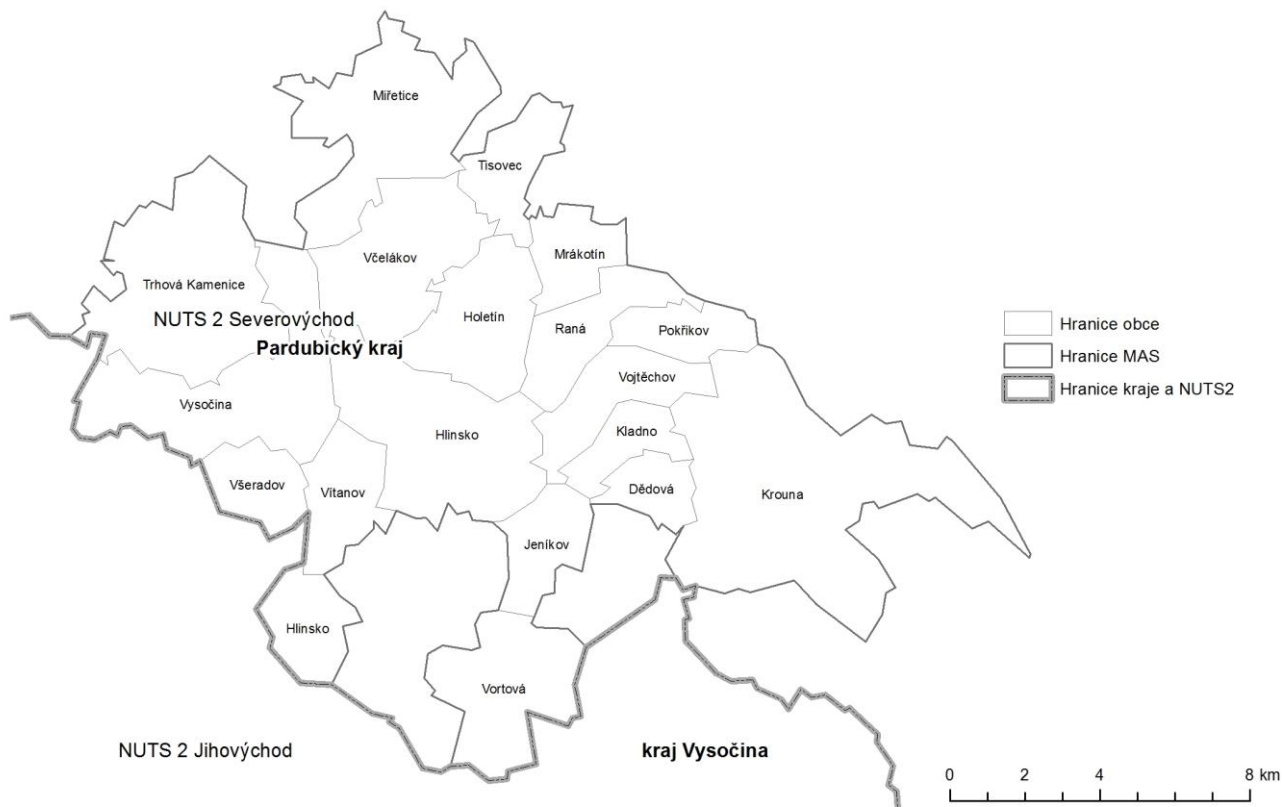 Miřetice
Tisovec
Včelákov
Mrákotín
Trhová Kamenice
Holetín
NUTS 2 Severovýchod
Raná
Pokřikov
Pardubický kraj
Vojtěchov
Vysočina
Hlinsko
Kladno
Všeradov
Vítanov
Dědová
Krouna
Jeníkov
Hlinsko
Vortová
NUTS 2 Jihovýchod
kraj Vysočina
Hranice obce
Hranice MAS
Hranice kraje a NUTS2
0 2 4 8 km